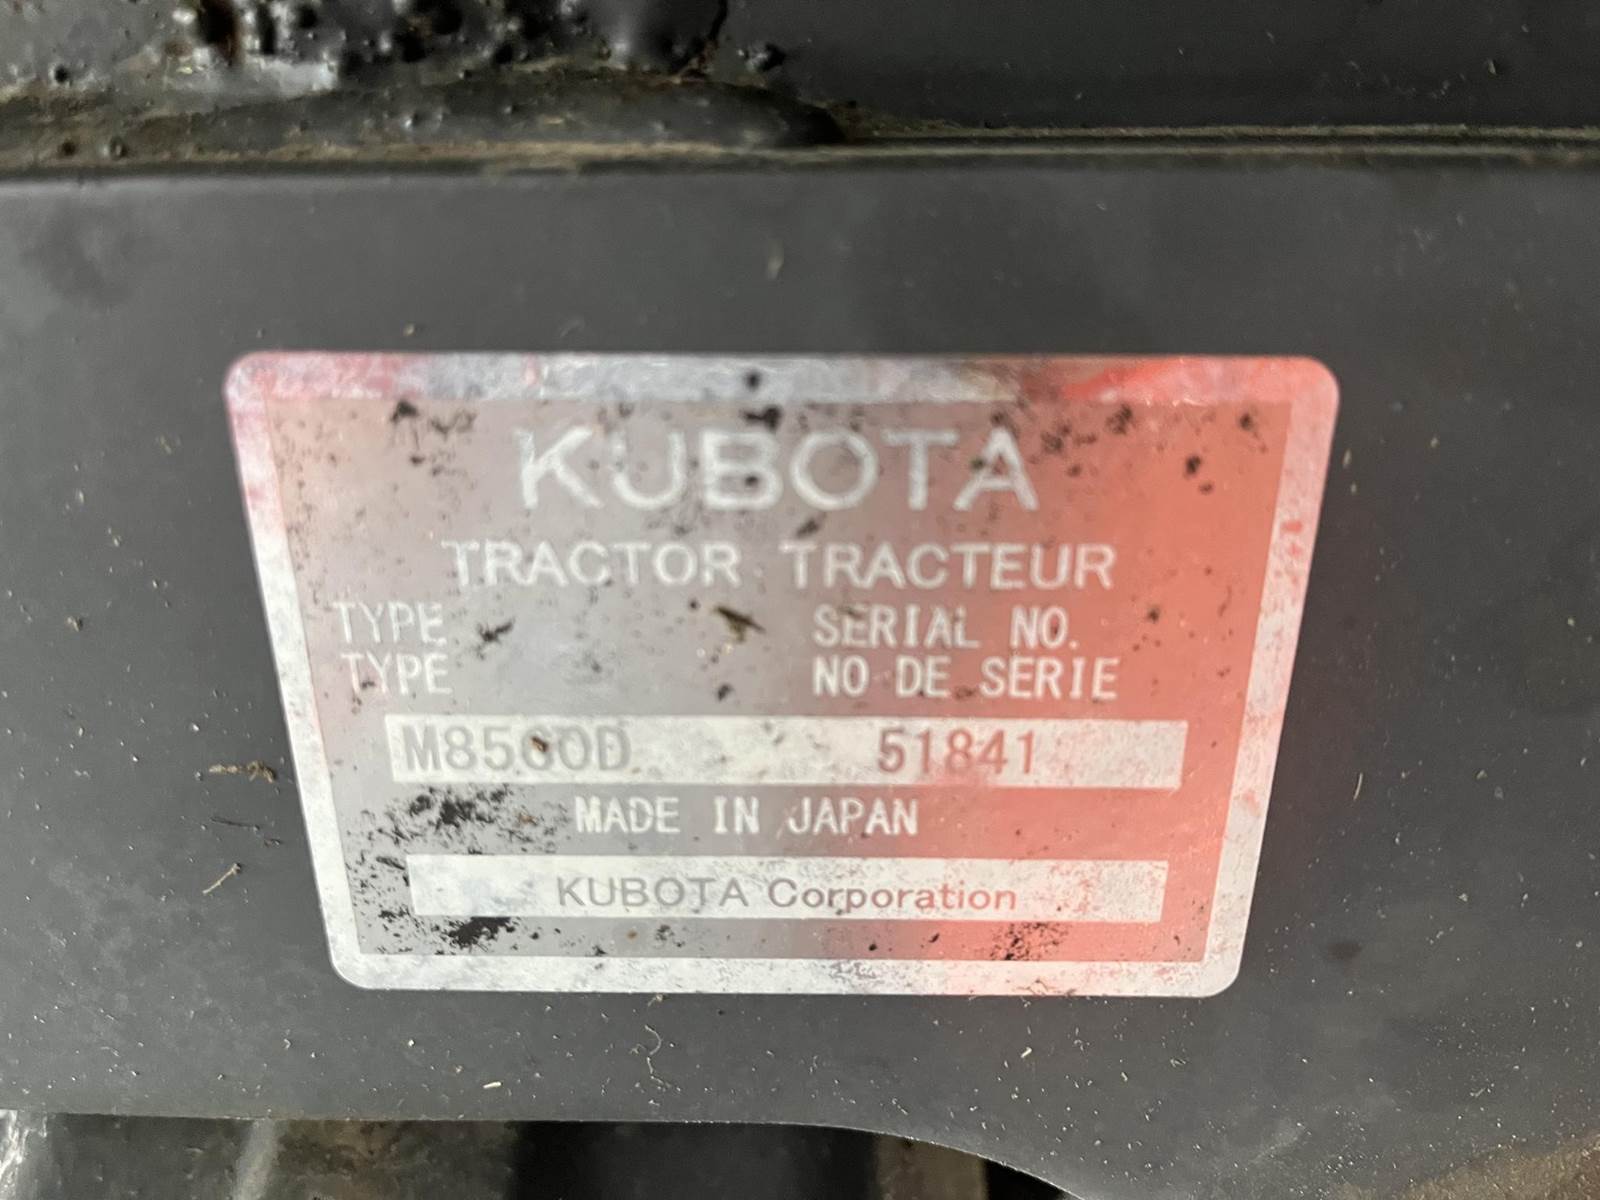 KUBOTA
TRACTOR TRACTEUR
TYPE SERIAL NO.
TYPE NO DE SERIE
M8560D 51841
MADE IN JAPAN
KUBOTA Corporation